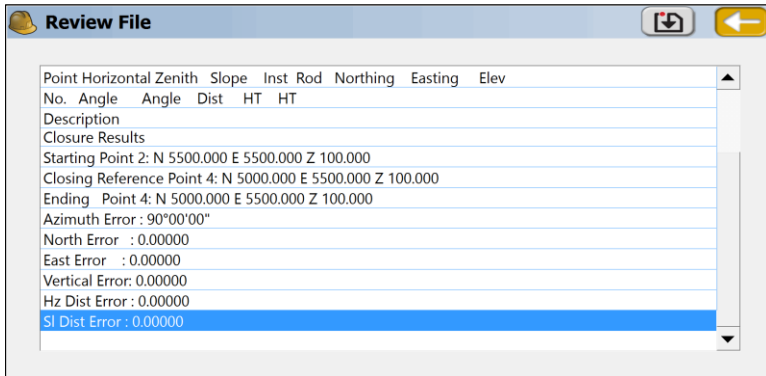 Review File
Point Horizontal Zenith Slope Inst Rod Northing Easting Elev
No. Angle Angle Dist HT HT
Description
Closure Results
Starting Point 2: N 5500.000 E 5500.000 Z 100.000
Closing Reference Point 4: N 5000.000 E 5500.000 Z 100.000
Ending Point 4: N 5000.000 E 5500.000 Z 100.000
Azimuth Error : 90°00'00"
North Error : 0.00000
East Error : 0.00000
Vertical Error: 0.00000
Hz Dist Error : 0.00000
Sl Dist Error : 0.00000